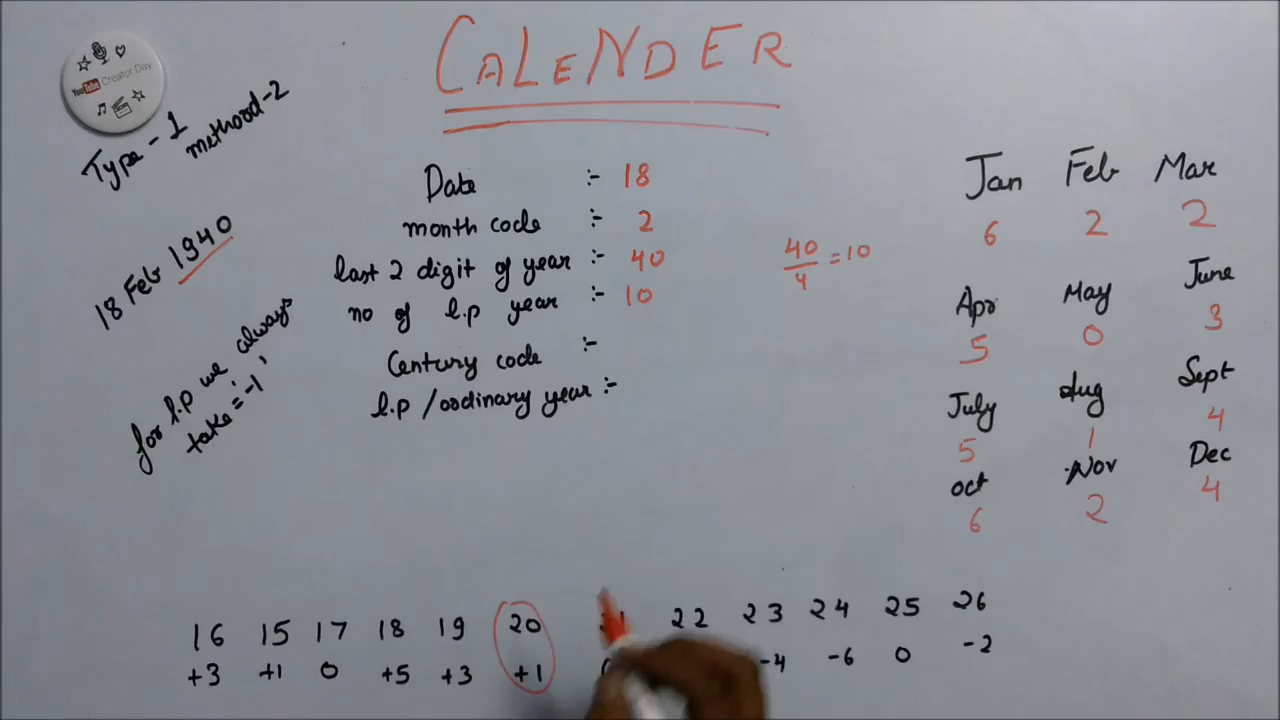 CALENDER
YouTube Creator Day
Type - 1
methood-2
18 Feb 1940
for l.p we always
take = -1
Date :- 18
month code :- 2
last 2 digit of year :- 40
no of l.p year :- 10
Century code :-
l.p / ordinary year :-
40/4 = 10
Jan Feb Mar
6 2 2
Apr May June
5 0 3
July Aug Sept
5 1 4
oct Nov Dec
6 2 4
16 15 17 18 19 20 22 23 24 25 26
+3 +1 0 +5 +3 +1 -4 -6 0 -2